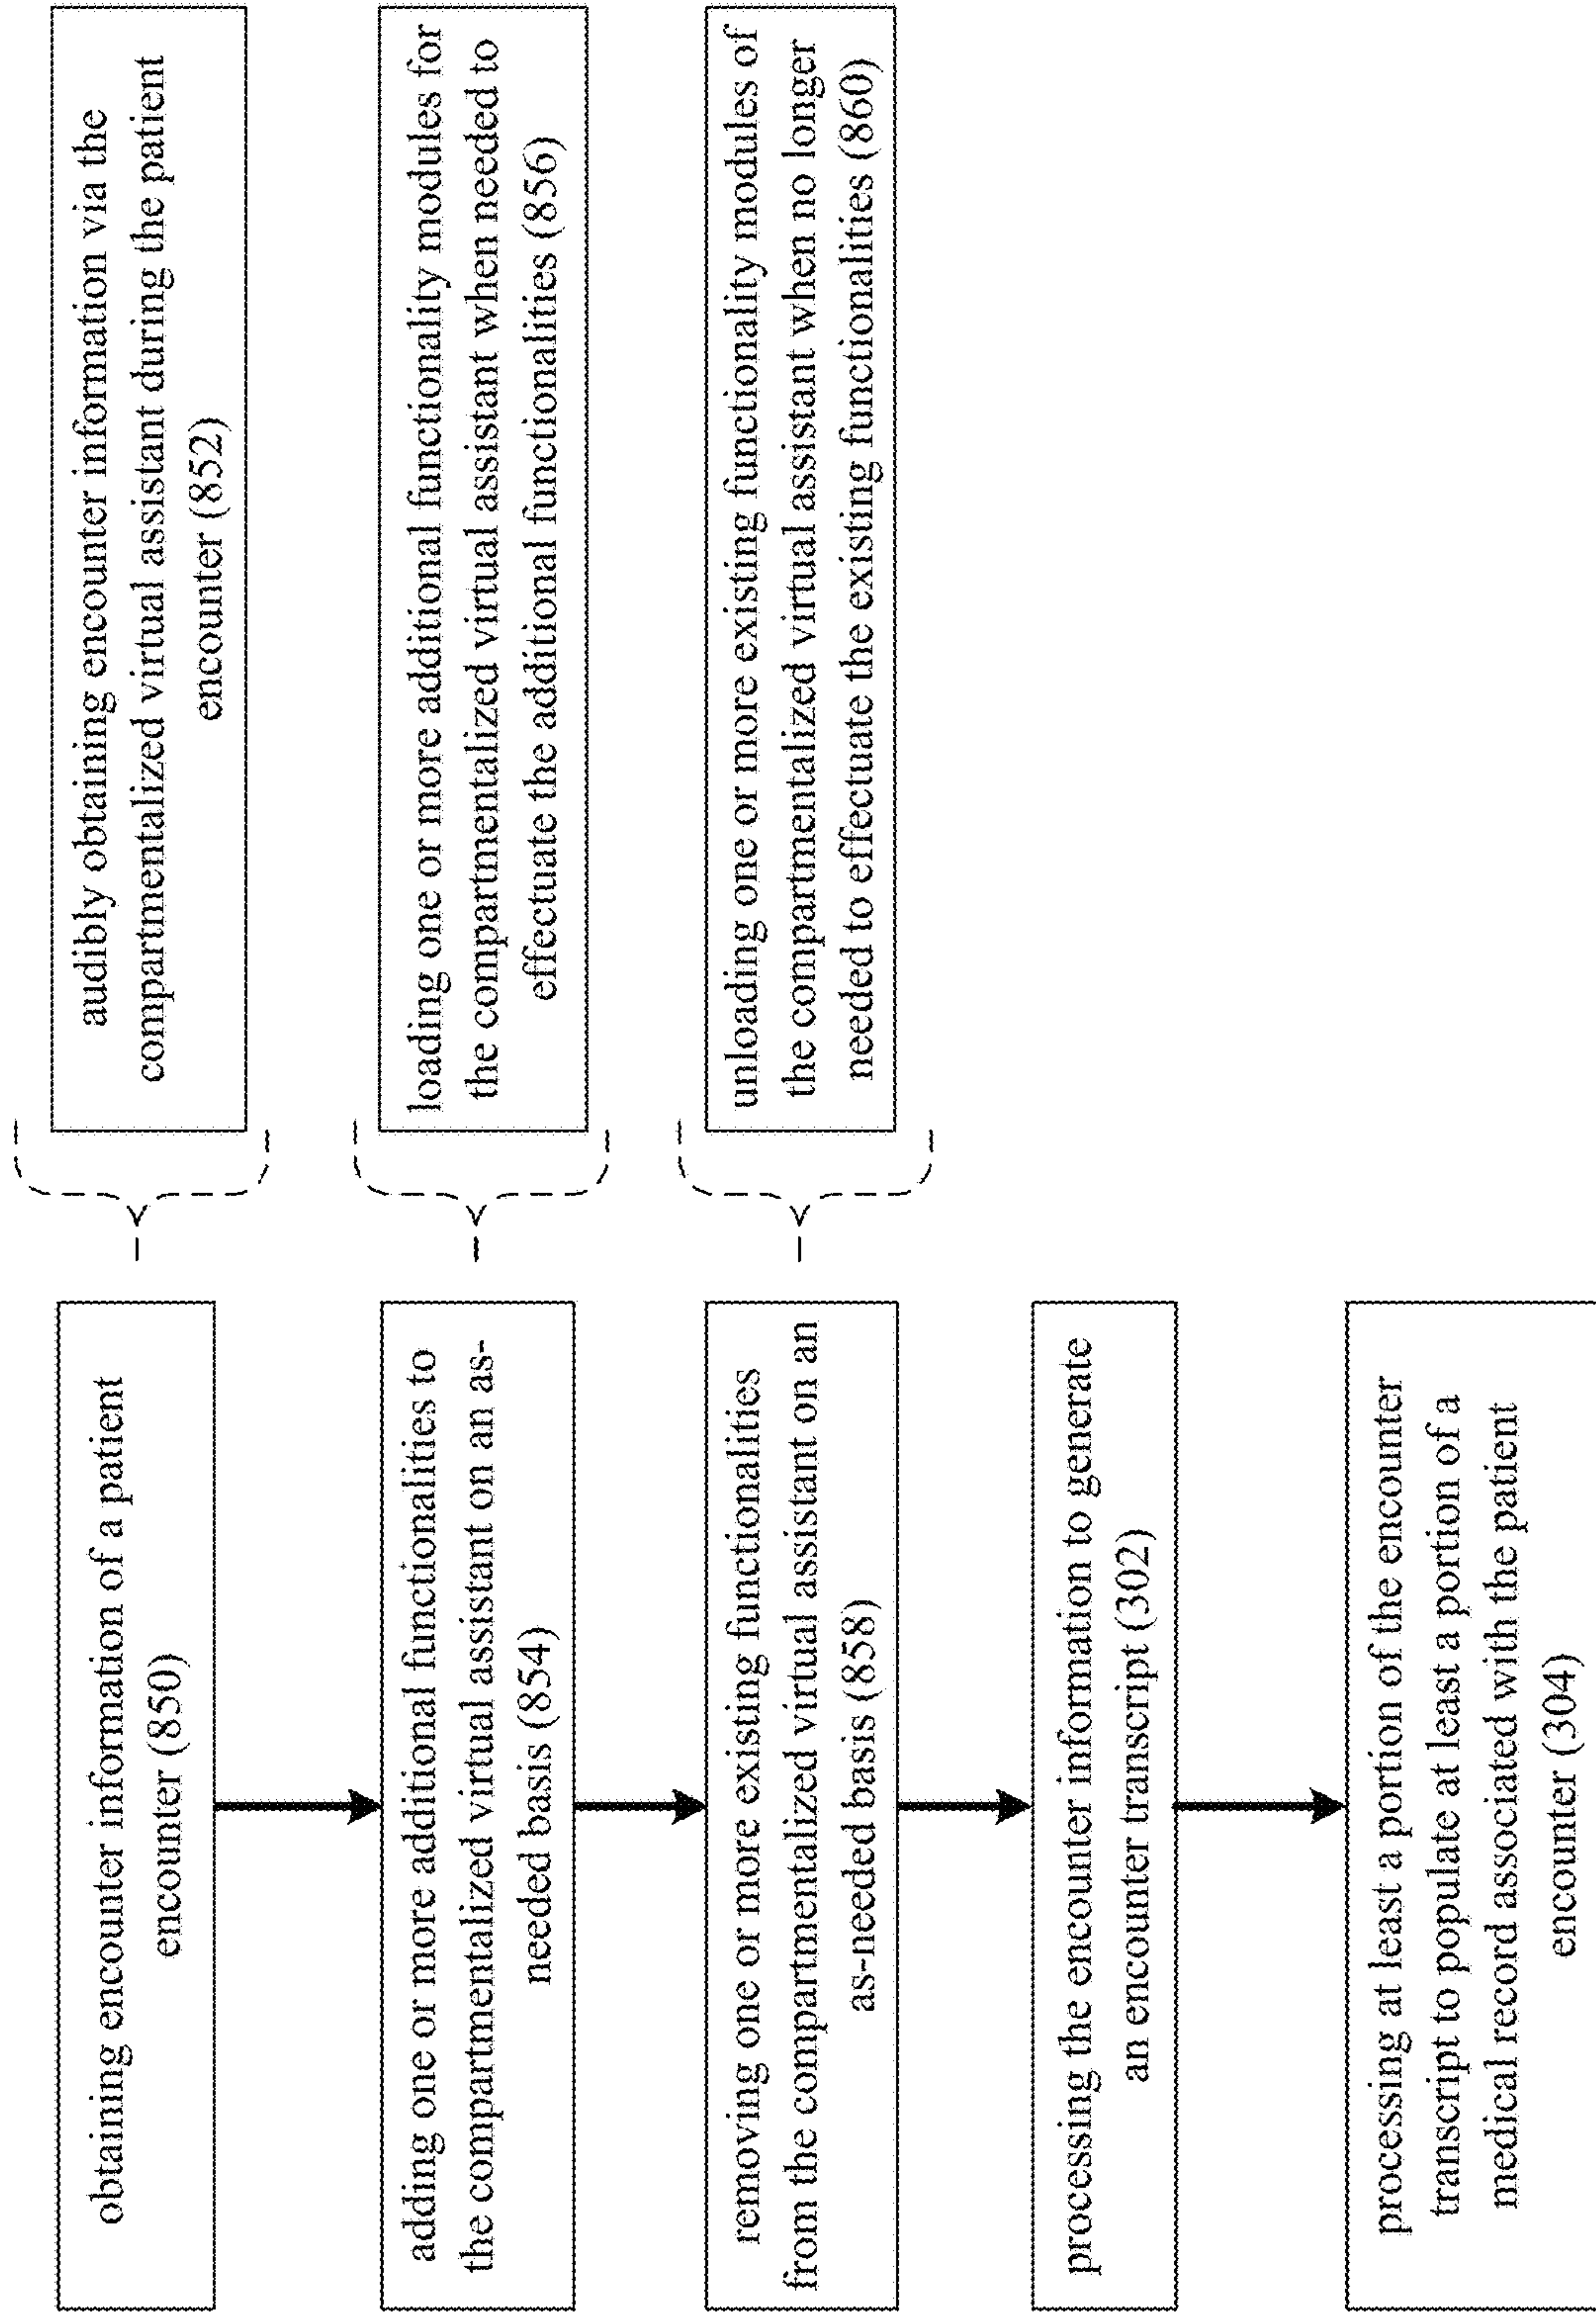 obtaining encounter information of a patient
encounter (850)
audibly obtaining encounter information via the
compartmentalized virtual assistant during the patient
encounter (852)
adding one or more additional functionalities to
the compartmentalized virtual assistant on an as-
needed basis (854)
loading one or more additional functionality modules for
the compartmentalized virtual assistant when needed to
effectuate the additional functionalities (856)
removing one or more existing functionalities
from the compartmentalized virtual assistant on an
as-needed basis (858)
unloading one or more existing functionality modules of
the compartmentalized virtual assistant when no longer
needed to effectuate the existing functionalities (860)
processing the encounter information to generate
an encounter transcript (302)
processing at least a portion of the encounter
transcript to populate at least a portion of a
medical record associated with the patient
encounter (304)